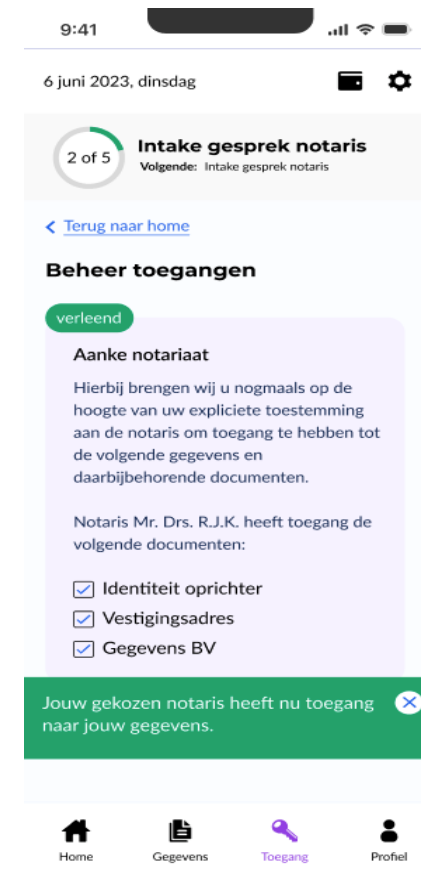 9:41
6 juni 2023, dinsdag
2 of 5
Intake gesprek notaris
Volgende: Intake gesprek notaris
Terug naar home
Beheer toegangen
verleend
Aanke notariaat
Hierbij brengen wij u nogmaals op de
hoogte van uw expliciete toestemming
aan de notaris om toegang te hebben tot
de volgende gegevens en
daarbijbehorende documenten.
Notaris Mr. Drs. R.J.K. heeft toegang de
volgende documenten:
Identiteit oprichter
Vestigingsadres
Gegevens BV
Jouw gekozen notaris heeft nu toegang
naar jouw gegevens.
Home Gegevens Toegang Profiel